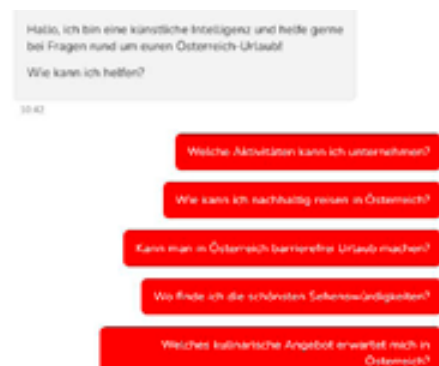 Hallo, ich bin eine künstliche Intelligenz und helfe gerne
bei Fragen rund um euren Österreich-Urlaub!
Wie kann ich helfen?
10:42
Welche Aktivitäten kann ich unternehmen?
Wie kann ich nachhaltig reisen in Österreich?
Kann man in Österreich barrierefrei Urlaub machen?
Wo finde ich die schönsten Sehenswürdigkeiten?
Welches kulinarische Angebot erwartet mich in
Österreich?